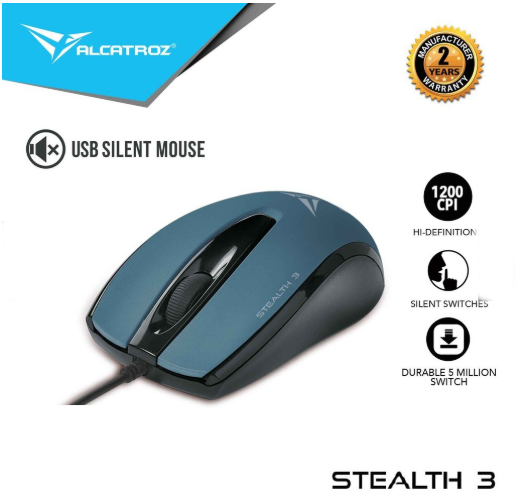 ALCATROZ®
MANUFACTURER
2
YEARS
WARRANTY
USB SILENT MOUSE
1200
CPI
HI-DEFINITION
STEALTH 3
SILENT SWITCHES
DURABLE 5 MILLION
SWITCH
STEALTH 3